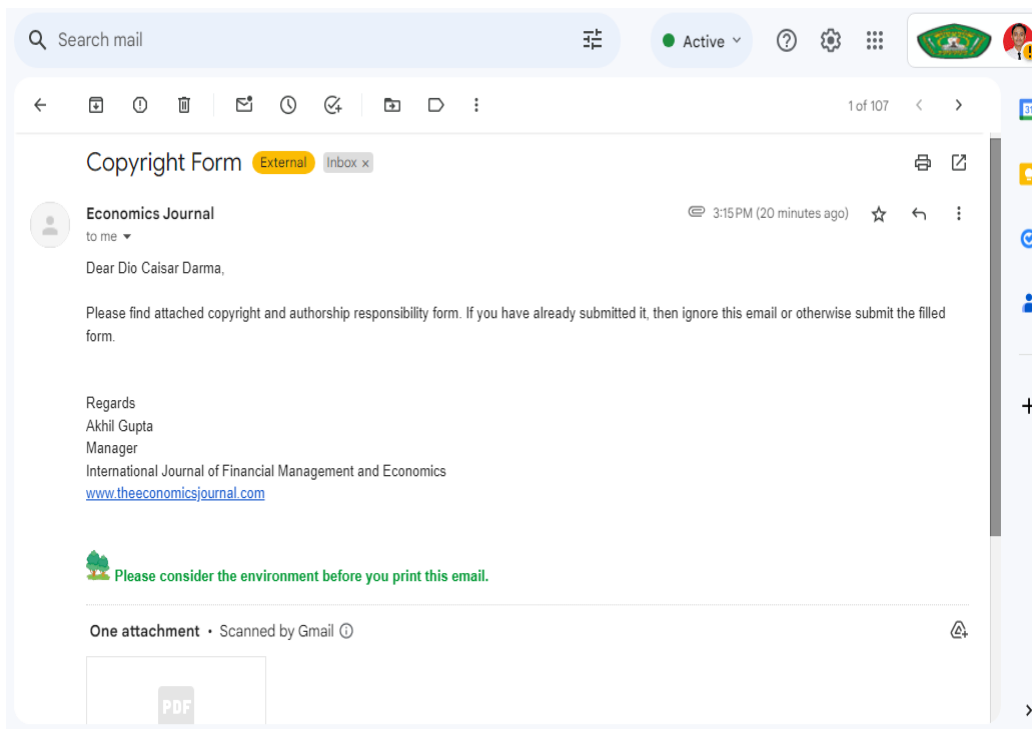 Search mail
Active
1 of 107
31
Copyright Form External Inbox x
Economics Journal
3:15 PM (20 minutes ago)
to me
Dear Dio Caisar Darma,
Please find attached copyright and authorship responsibility form. If you have already submitted it, then ignore this email or otherwise submit the filled
form.
Regards
Akhil Gupta
Manager
International Journal of Financial Management and Economics
www.theeconomicsjournal.com
Please consider the environment before you print this email.
One attachment • Scanned by Gmail
PDF